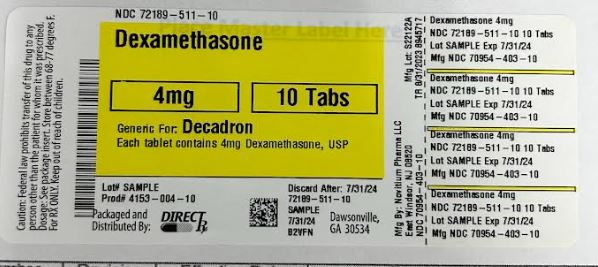 NDC 72189-511-10
Master Label Here
Dexamethasone
4mg
10 Tabs
Generic For: Decadron
Each tablet contains 4mg Dexamethasone, USP
Lot# SAMPLE
Prod# 4153-004-10
Packaged and
Distributed By:
DIRECT Rx
Discard After: 7/31/24
72189-511-10
SAMPLE
7/31/24
B2VFN
Dawsonville,
GA 30534
Caution: Federal law prohibits transfer of this drug to any
person other than the patient for whom it was prescribed.
Dosage: See package insert. Store between 68-77 degrees F.
For RX ONLY. Keep out of reach of children.
Mfg Lot: S22122A
TR 8/31/2023 8945717
Mfg By: Novitium Pharma LLC
East Windsor, NJ 08520
NDC 70954-403-10
Dexamethasone 4mg
NDC 72189-511-10 10 Tabs
Lot SAMPLE Exp 7/31/24
Mfg NDC 70954-403-10
Dexamethasone 4mg
NDC 72189-511-10 10 Tabs
Lot SAMPLE Exp 7/31/24
Mfg NDC 70954-403-10
Dexamethasone 4mg
NDC 72189-511-10 10 Tabs
Lot SAMPLE Exp 7/31/24
Mfg NDC 70954-403-10
Dexamethasone 4mg
NDC 72189-511-10 10 Tabs
Lot SAMPLE Exp 7/31/24
Mfg NDC 70954-403-10